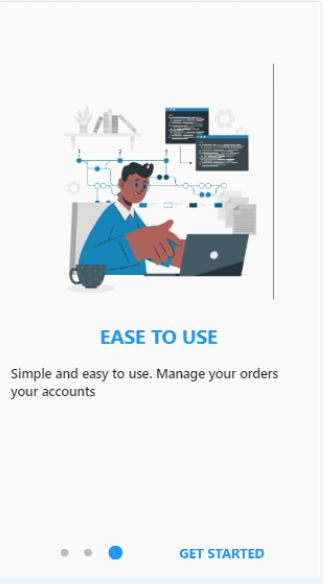 1 2 3
EASE TO USE
Simple and easy to use. Manage your orders
your accounts
GET STARTED